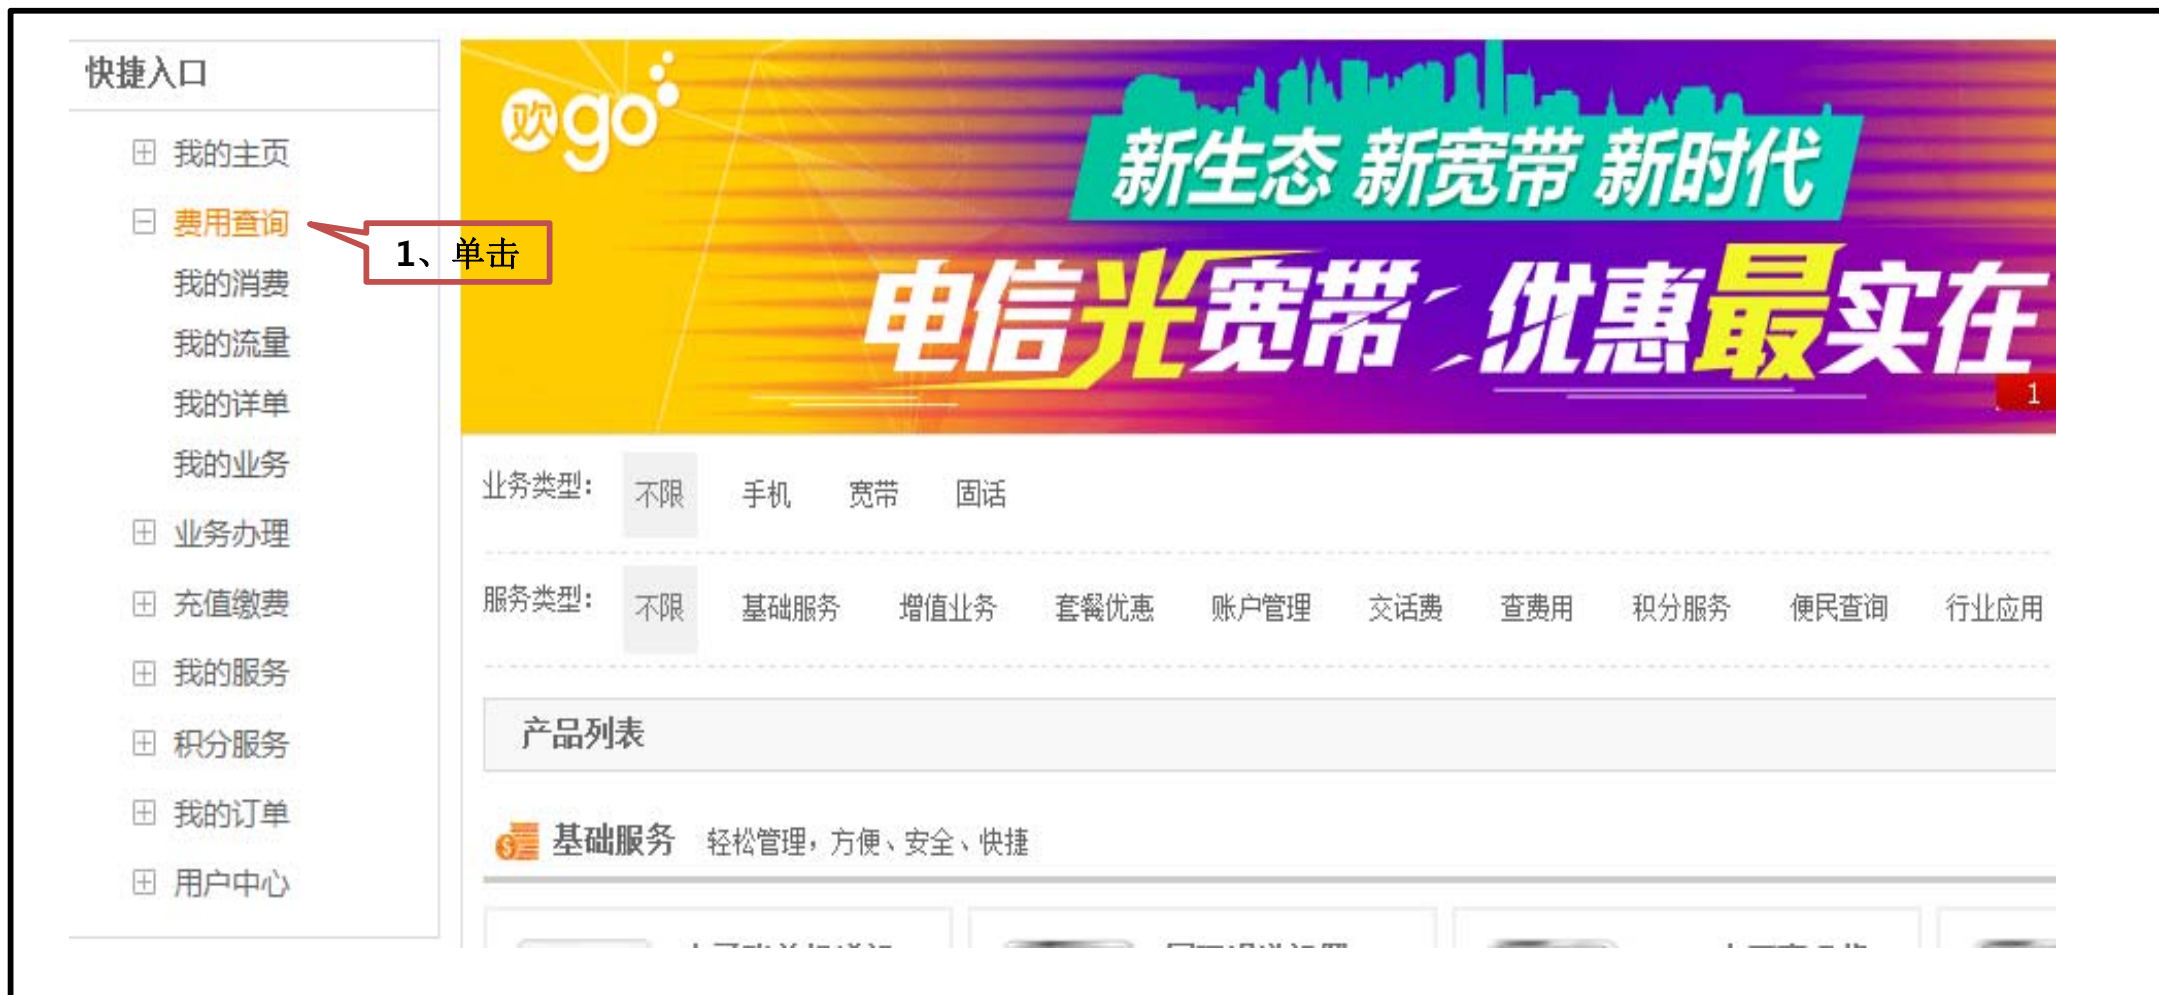 快捷入口
我的主页
费用查询
1、单击
我的消费
我的流量
我的详单
我的业务
业务办理
充值缴费
我的服务
积分服务
我的订单
用户中心
欢go
新生态 新宽带 新时代
电信光宽带 优惠最实在
1
业务类型： 不限 手机 宽带 固话
服务类型： 不限 基础服务 增值业务 套餐优惠 账户管理 交话费 查费用 积分服务 便民查询 行业应用
产品列表
基础服务 轻松管理，方便、安全、快捷